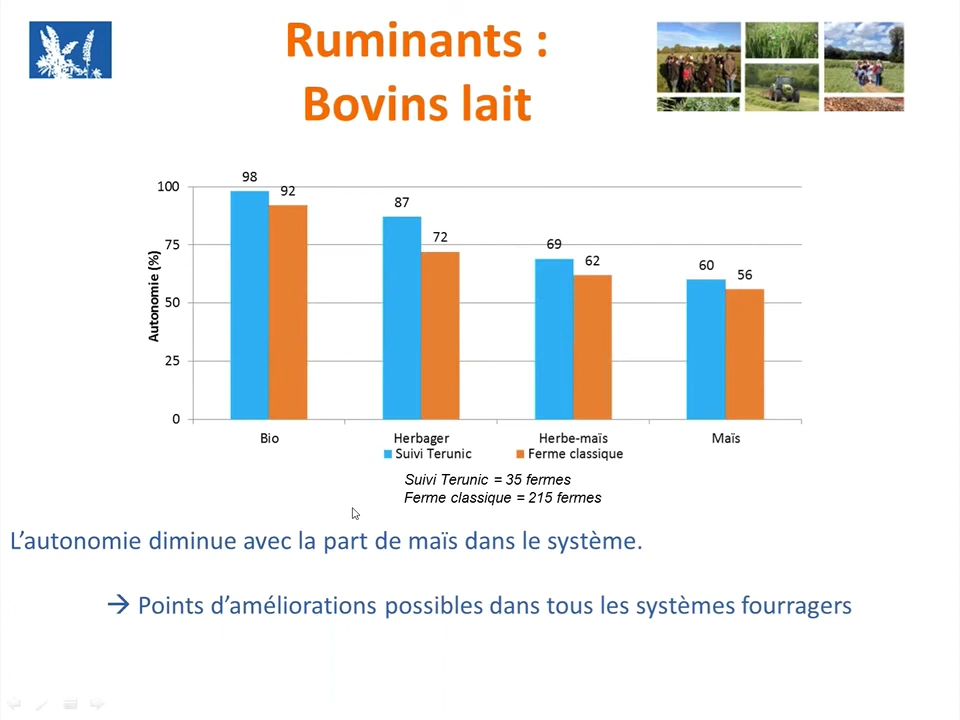 Ruminants :
Bovins lait
98
92
87
72
69
62
60
56
100
75
50
25
0
Autonomie (%)
Bio
Herbager
Herbe-maïs
Maïs
Suivi Terunic
Ferme classique
Suivi Terunic = 35 fermes
Ferme classique = 215 fermes
L’autonomie diminue avec la part de maïs dans le système.
→ Points d’améliorations possibles dans tous les systèmes fourragers